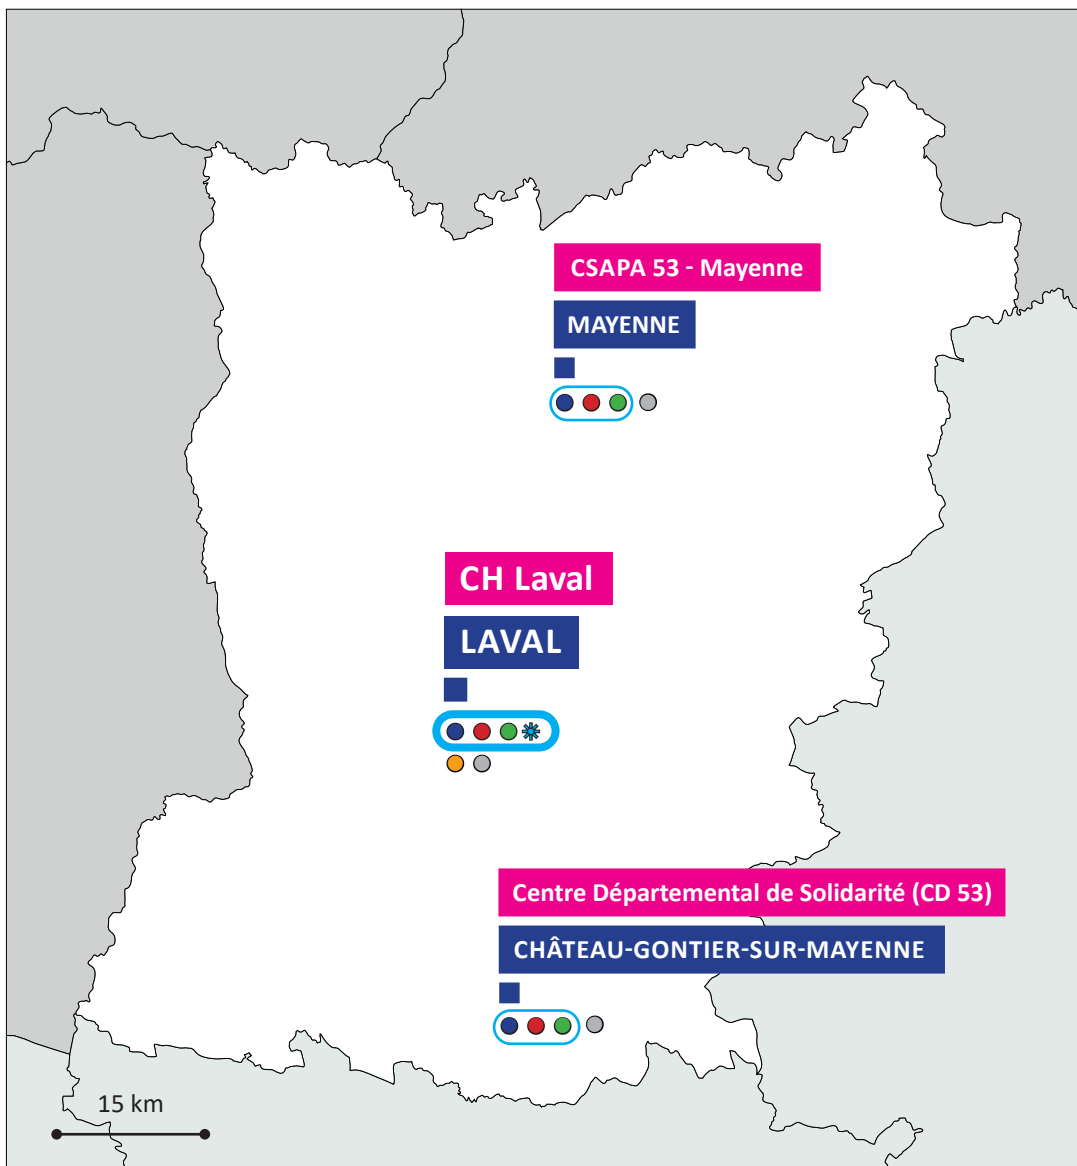 CSAPA 53 - Mayenne
MAYENNE
CH Laval
LAVAL
Centre Départemental de Solidarité (CD 53)
CHÂTEAU-GONTIER-SUR-MAYENNE
15 km